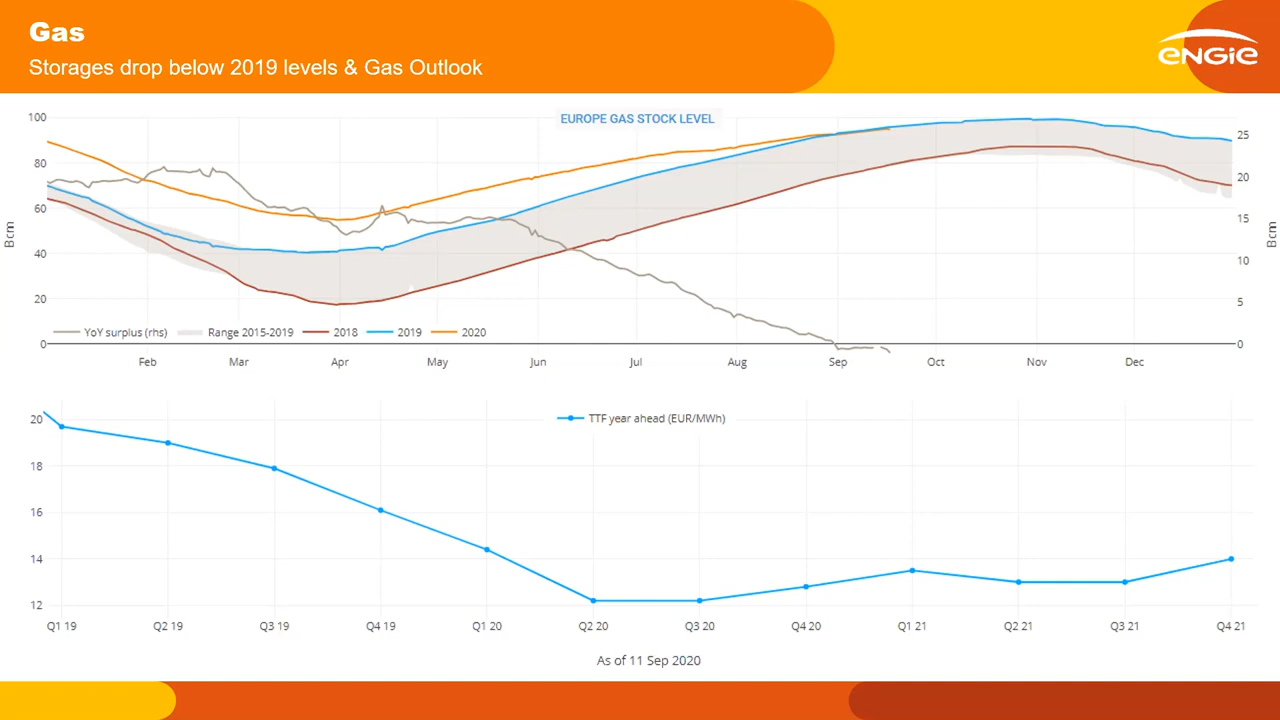 Gas
Storages drop below 2019 levels & Gas Outlook
ENGIE
EUROPE GAS STOCK LEVEL
100
80
60
40
20
0
Bcm
25
20
15
10
5
0
Bcm
YoY surplus (rhs) Range 2015-2019 2018 2019 2020
Feb Mar Apr May Jun Jul Aug Sep Oct Nov Dec
TTF year ahead (EUR/MWh)
20
18
16
14
12
Q1 19 Q2 19 Q3 19 Q4 19 Q1 20 Q2 20 Q3 20 Q4 20 Q1 21 Q2 21 Q3 21 Q4 21
As of 11 Sep 2020